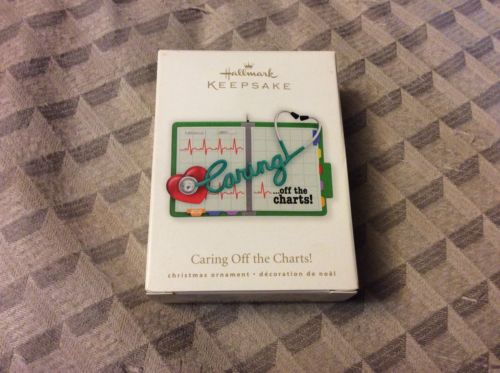 Hallmark
KEEPSAKE
Caring
...off the
charts!
Caring Off the Charts!
christmas ornament • décoration de noël